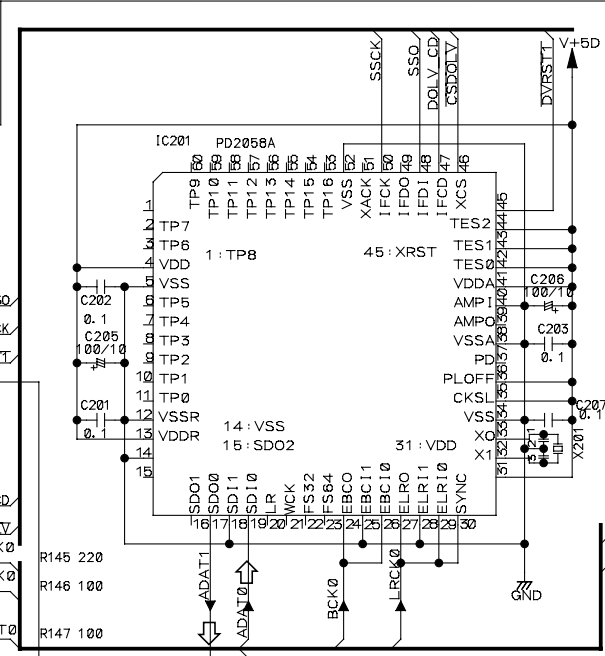 SSCK
SSO
DOLV_CD
CSDOLV
DVRST1
V+5D
IC201
PD2058A
60 59 58 57 56 55 54 53 52 51 50 49 48 47 46
TP9 TP10 TP11 TP12 TP13 TP14 TP15 TP16 VSS XACK IFCK IFDO IFDI IFCD XCS
1
2 TP7
3 TP6
4 VDD
5 VSS
6 TP5
7 TP4
8 TP3
9 TP2
10 TP1
11 TP0
12 VSSR
13 VDDR
14
15
1:TP8
45:XRST
14:VSS
15:SDO2
31:VDD
45
TES2 44
TES1 43
TES0 42
VDDA 41
AMPI 40
AMPO 39
VSSA 38
PD 37
PLOFF 36
CKSL 35
VSS 34
XO 33
X1 32
31
C202
0.1
C205
100/10
C201
0.1
C206
100/10
C203
0.1
C207
0.1
X201
SDO1 SDO0 SDI1 SDI0 LR WCK FS32 FS64 EBCO EBCI1 EBCI0 ELRO ELRI1 ELRI0 SYNC
16 17 18 19 20 21 22 23 24 25 26 27 28 29 30
ADAT1
ADAT0
BCK0
LRCK0
GND
R145 220
R146 100
R147 100